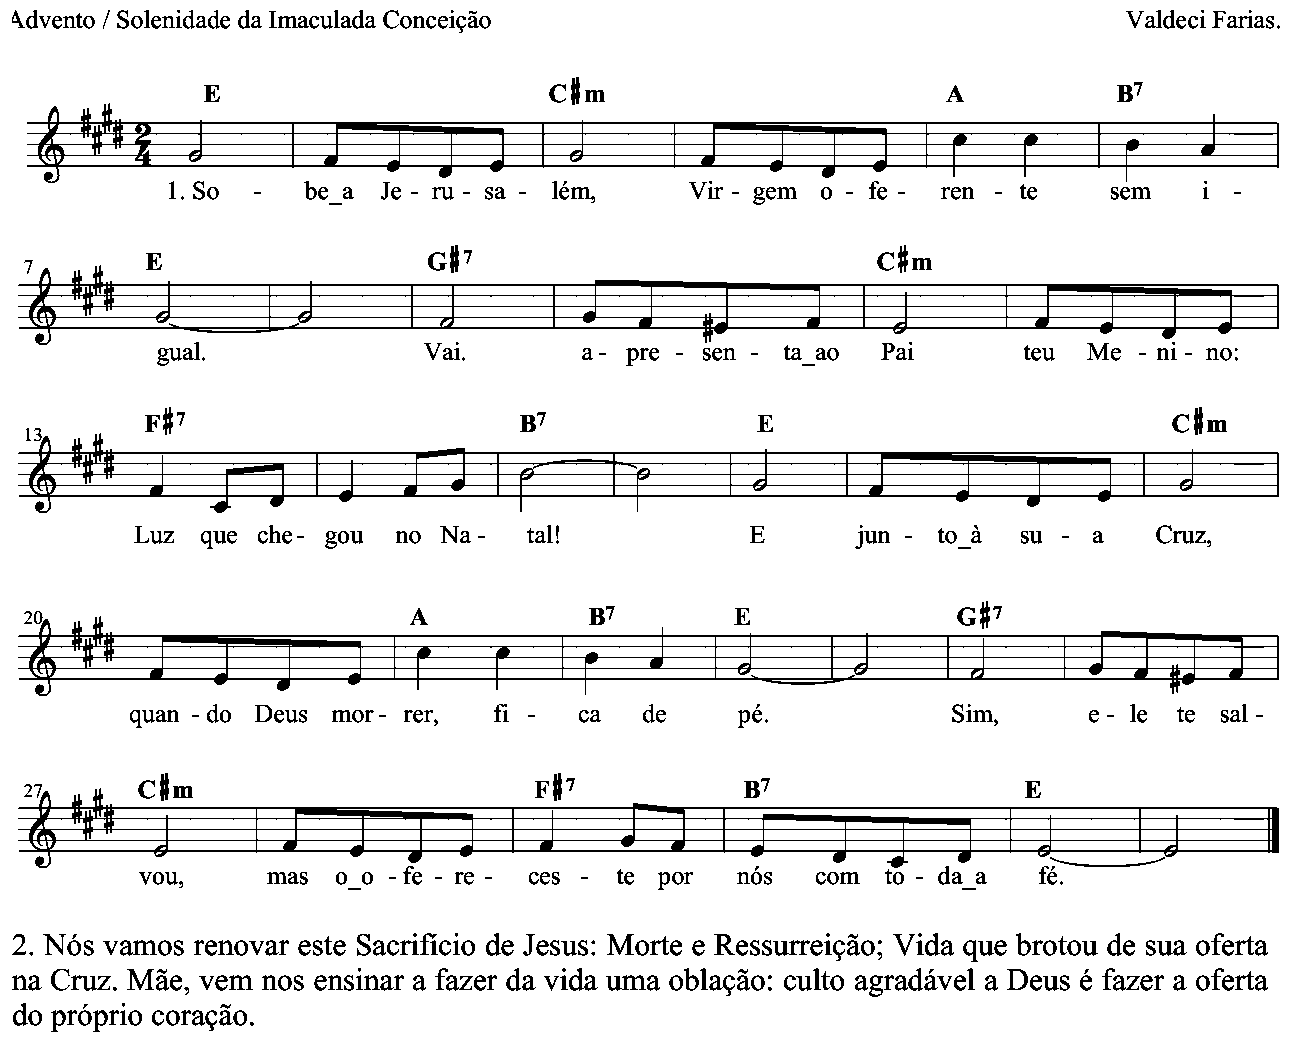 Advento / Solenidade da Imaculada Conceição Valdeci Farias.
E C#m A B7
2 4
1. So - be_a Je - ru - sa - lém, Vir - gem o - fe - ren - te sem i -
7 E G#7 C#m
gual. Vai. a - pre - sen - ta_ao Pai teu Me - ni - no:
13 F#7 B7 E C#m
Luz que che - gou no Na - tal! E jun - to_à su - a Cruz,
20 A B7 E G#7
quan - do Deus mor - rer, fi - ca de pé. Sim, e - le te sal -
27 C#m F#7 B7 E
vou, mas o_o - fe - re - ces - te por nós com to - da_a fé.
2. Nós vamos renovar este Sacrifício de Jesus: Morte e Ressurreição; Vida que brotou de sua oferta
na Cruz. Mãe, vem nos ensinar a fazer da vida uma oblação: culto agradável a Deus é fazer a oferta
do próprio coração.